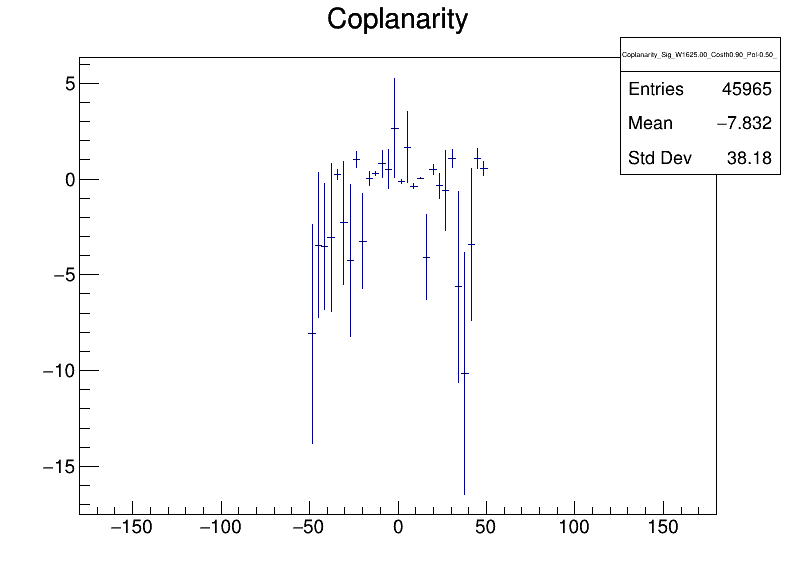 Coplanarity
Coplanarity_Sig_W1625.00_Costh0.90_Pol-0.50_
Entries 45965
Mean −7.832
Std Dev 38.18
5
0
−5
−10
−15
−150 −100 −50 0 50 100 150